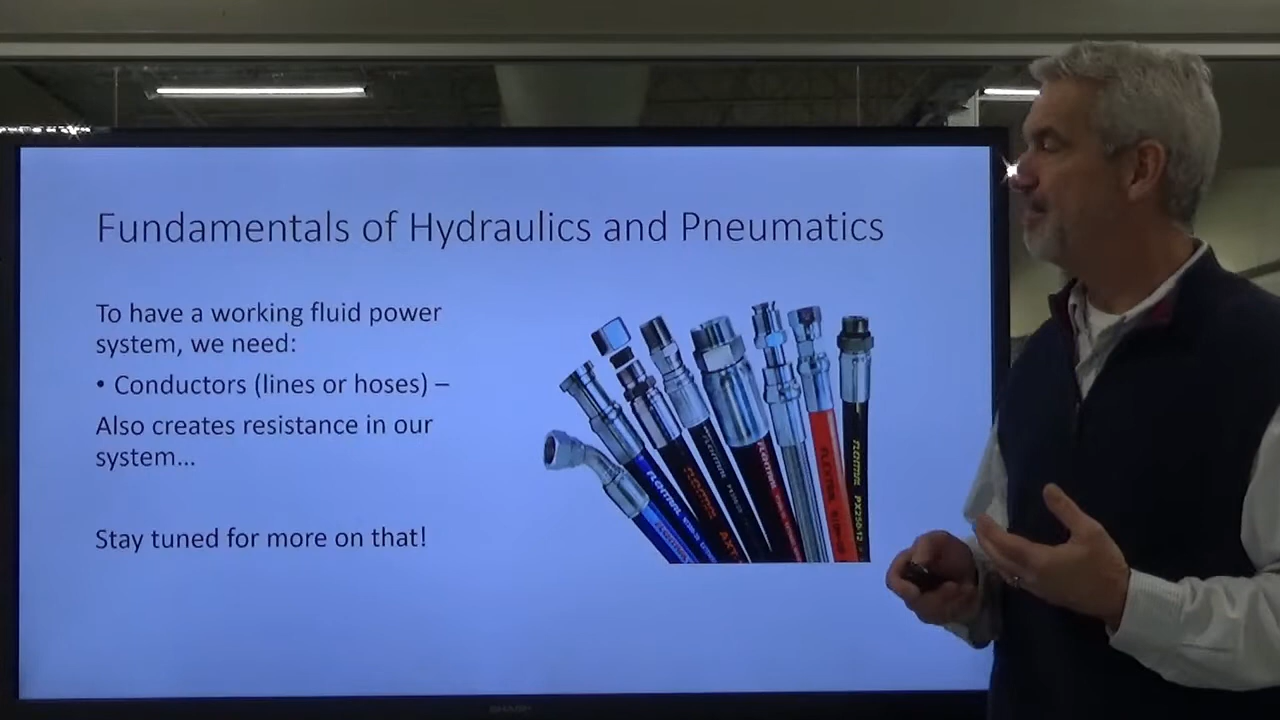 Fundamentals of Hydraulics and Pneumatics
To have a working fluid power
system, we need:
• Conductors (lines or hoses) –
Also creates resistance in our
system...
Stay tuned for more on that!
SHARP